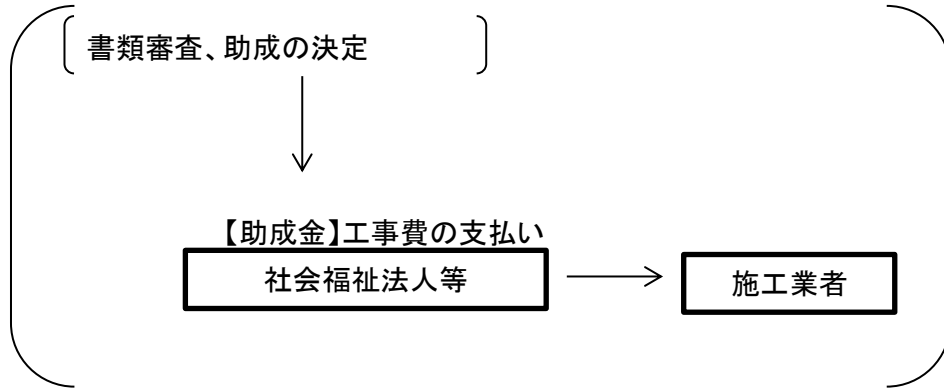 書類審査、助成の決定
【助成金】工事費の支払い
社会福祉法人等
施工業者